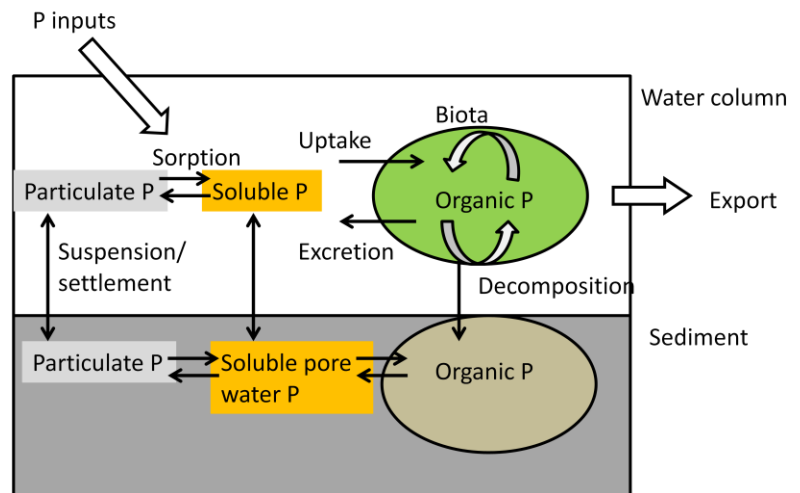 P inputs
Water column
Biota
Uptake
Sorption
Particulate P
Soluble P
Organic P
Export
Suspension/
settlement
Excretion
Decomposition
Sediment
Particulate P
Soluble pore
water P
Organic P